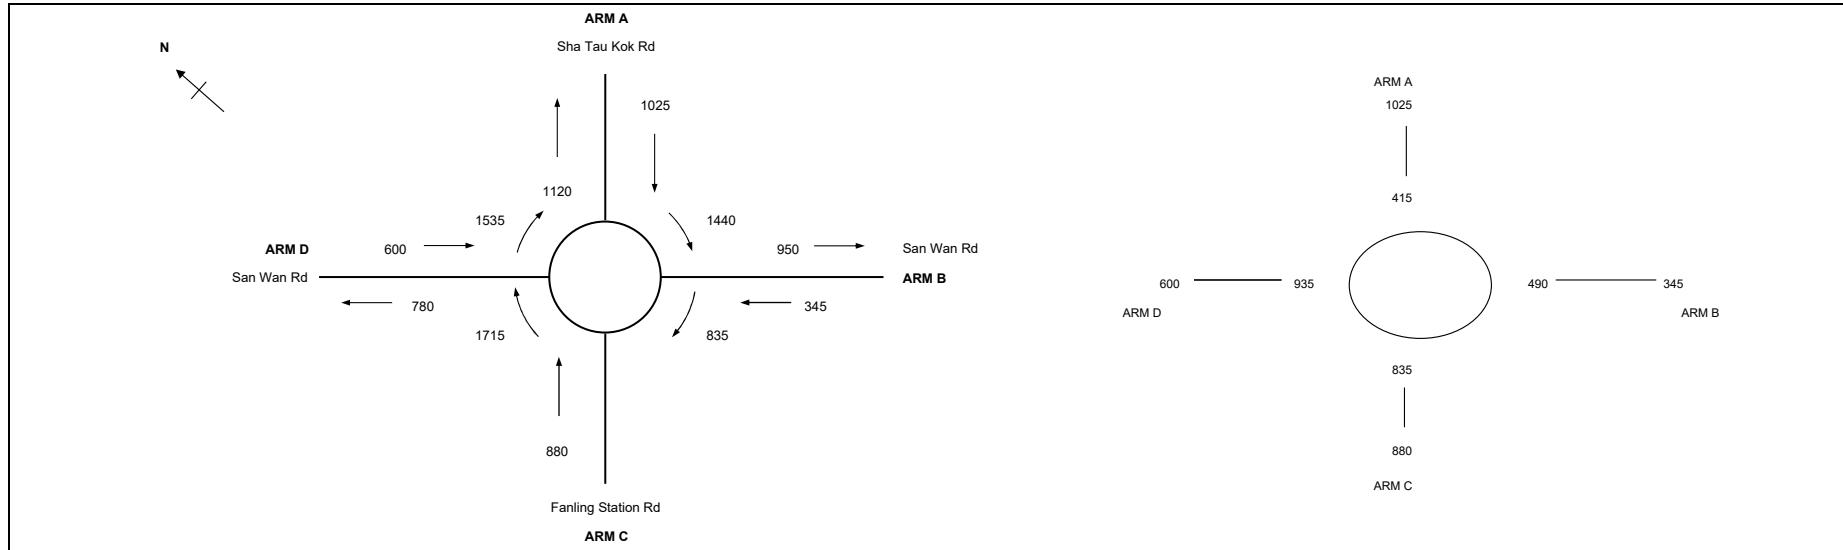 ARM A
N
Sha Tau Kok Rd
1025
1120
1535
1440
ARM D
600
950
San Wan Rd
San Wan Rd
ARM B
780
345
1715
835
880
Fanling Station Rd
ARM C
ARM A
1025
415
600
935
490
345
ARM D
ARM B
835
880
ARM C